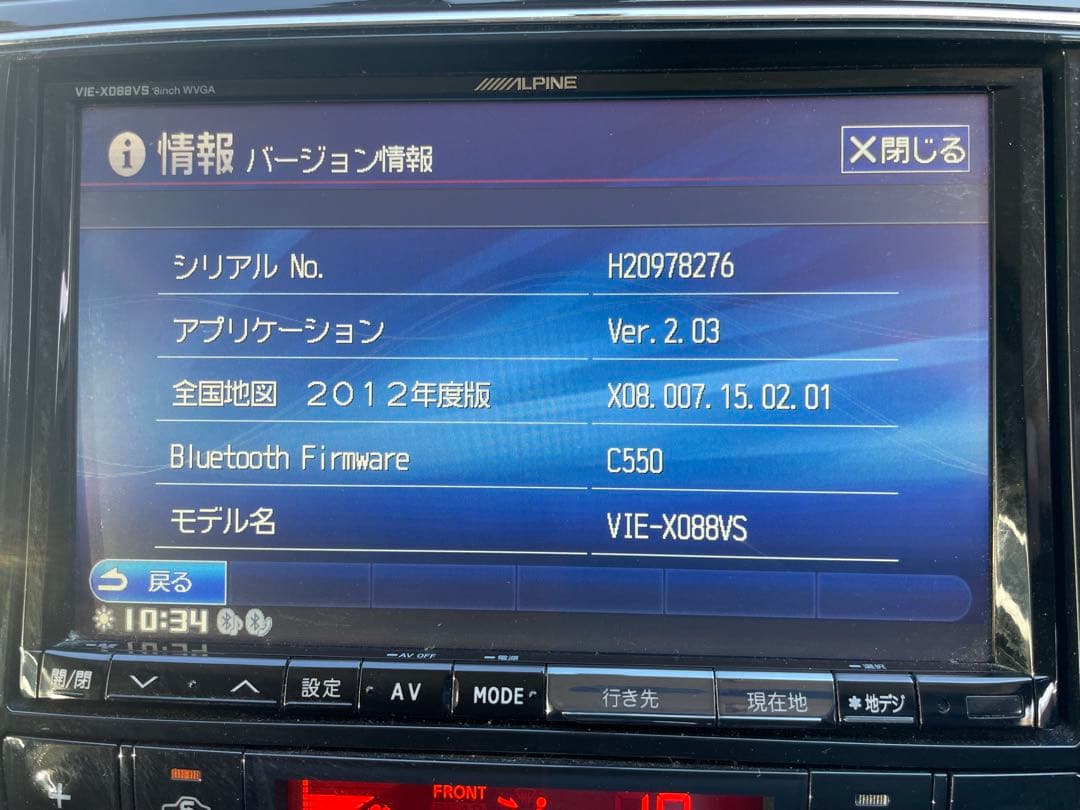 VIE-X088VS 8inch WVGA
ALPINE
情報 バージョン情報
×閉じる
シリアル No. H20978276
アプリケーション Ver. 2. 03
全国地図 2012年度版 X08. 007. 15. 02. 01
Bluetooth Firmware C550
モデル名 VIE-X088VS
戻る
10:34
AV OFF
電源
選択
開/閉
設定
AV
MODE
行き先
現在地
✱地デジ
FRONT